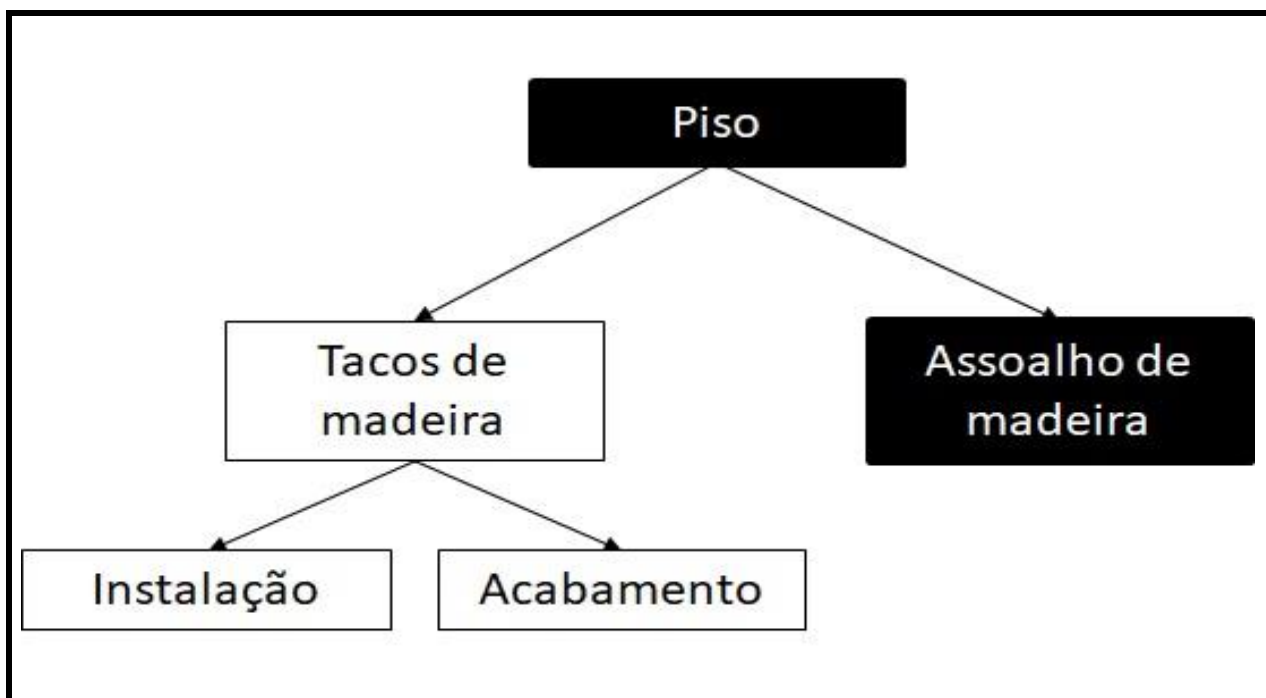 Piso
Tacos de
madeira
Assoalho de
madeira
Instalação
Acabamento